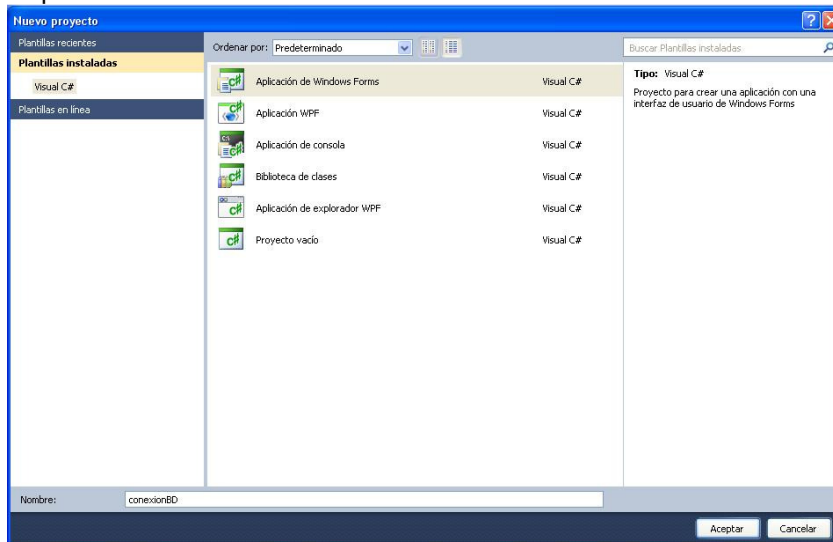 Nuevo proyecto
Plantillas recientes
Plantillas instaladas
Visual C#
Plantillas en línea
Ordenar por: Predeterminado
Buscar Plantillas instaladas
Aplicación de Windows Forms Visual C#
Aplicación WPF Visual C#
Aplicación de consola Visual C#
Biblioteca de clases Visual C#
Aplicación de explorador WPF Visual C#
Proyecto vacío Visual C#
Tipo: Visual C#
Proyecto para crear una aplicación con una
interfaz de usuario de Windows Forms
Nombre: conexionBD
Aceptar Cancelar